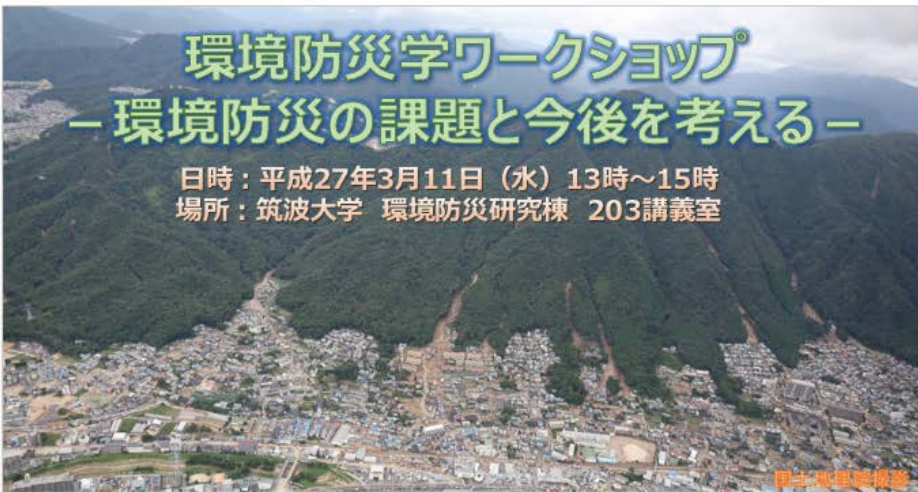 環境防災学ワークショップ
－環境防災の課題と今後を考える－
日時：平成27年3月11日（水）13時～15時
場所：筑波大学 環境防災研究棟 203講義室
国土地理院撮影